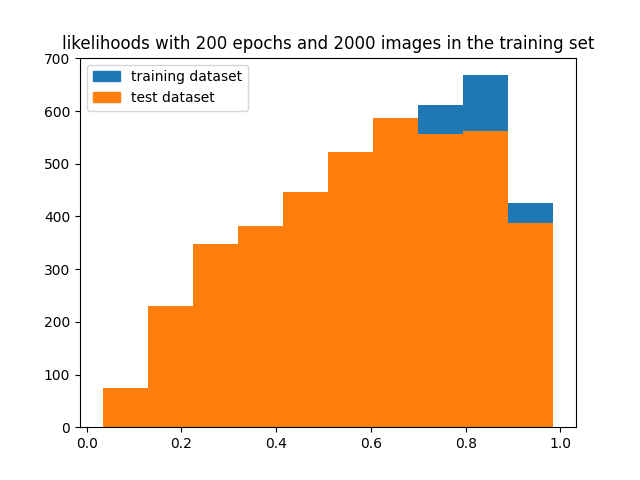 likelihoods with 200 epochs and 2000 images in the training set
training dataset
test dataset
700
600
500
400
300
200
100
0
0.0 0.2 0.4 0.6 0.8 1.0